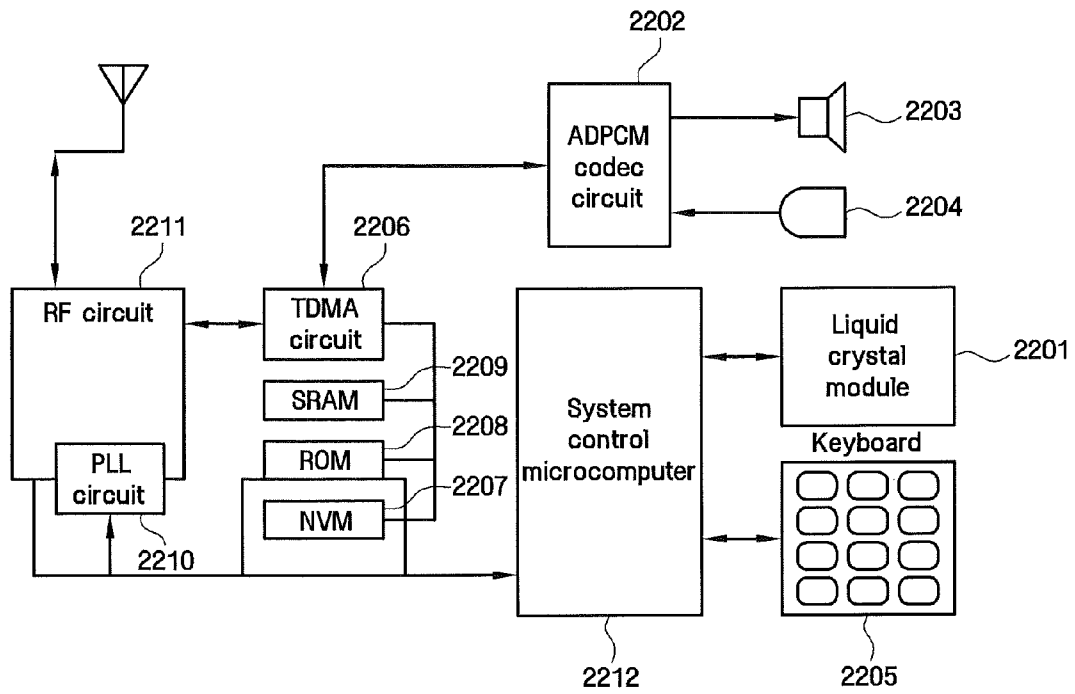 2202
ADPCM
codec
circuit
2203
2204
2211
RF circuit
2206
TDMA
circuit
2209
SRAM
2208
ROM
2207
NVM
PLL
circuit
2210
System
control
microcomputer
2212
Liquid
crystal
module
2201
Keyboard
2205